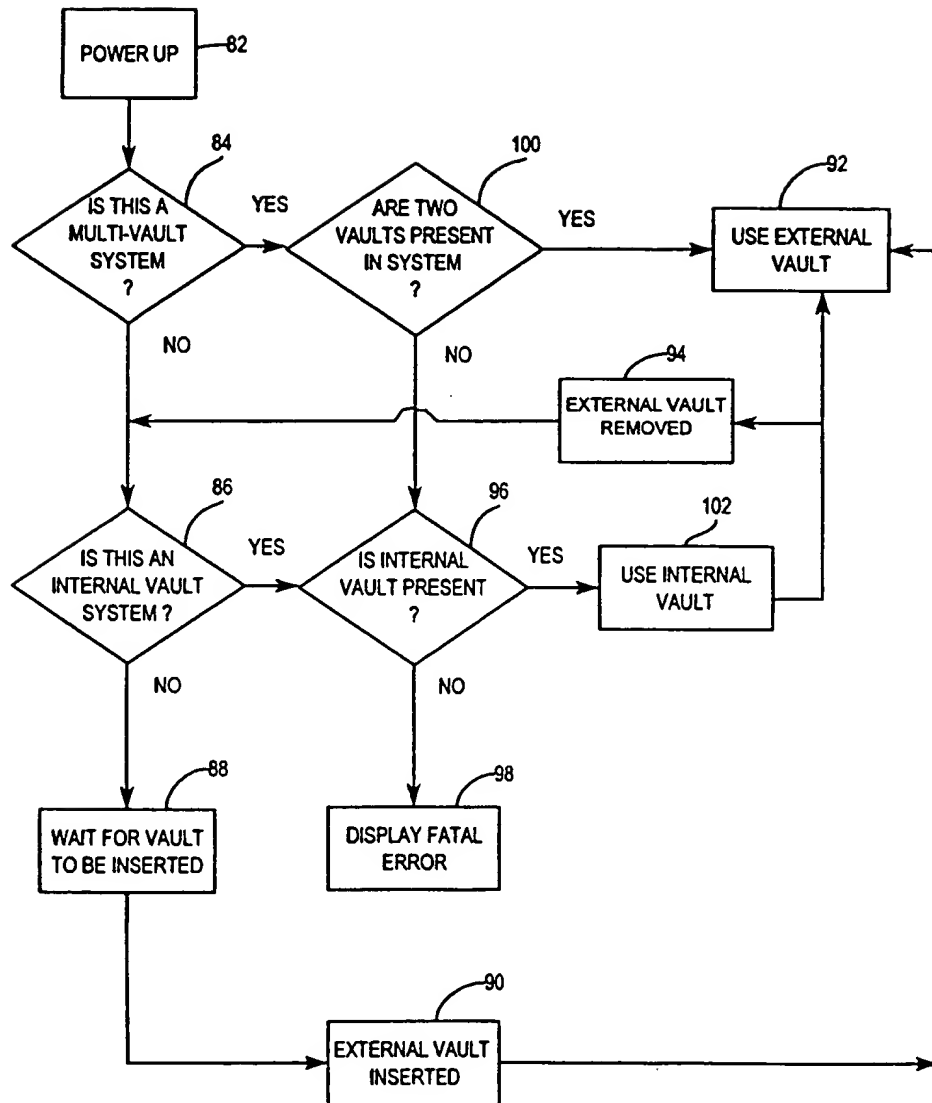 POWER UP
82
84
IS THIS A
MULTI-VAULT
SYSTEM
?
YES
NO
100
ARE TWO
VAULTS PRESENT
IN SYSTEM
?
YES
NO
92
USE EXTERNAL
VAULT
94
EXTERNAL VAULT
REMOVED
86
IS THIS AN
INTERNAL VAULT
SYSTEM ?
YES
NO
96
IS INTERNAL
VAULT PRESENT
?
YES
NO
102
USE INTERNAL
VAULT
88
WAIT FOR VAULT
TO BE INSERTED
98
DISPLAY FATAL
ERROR
90
EXTERNAL VAULT
INSERTED